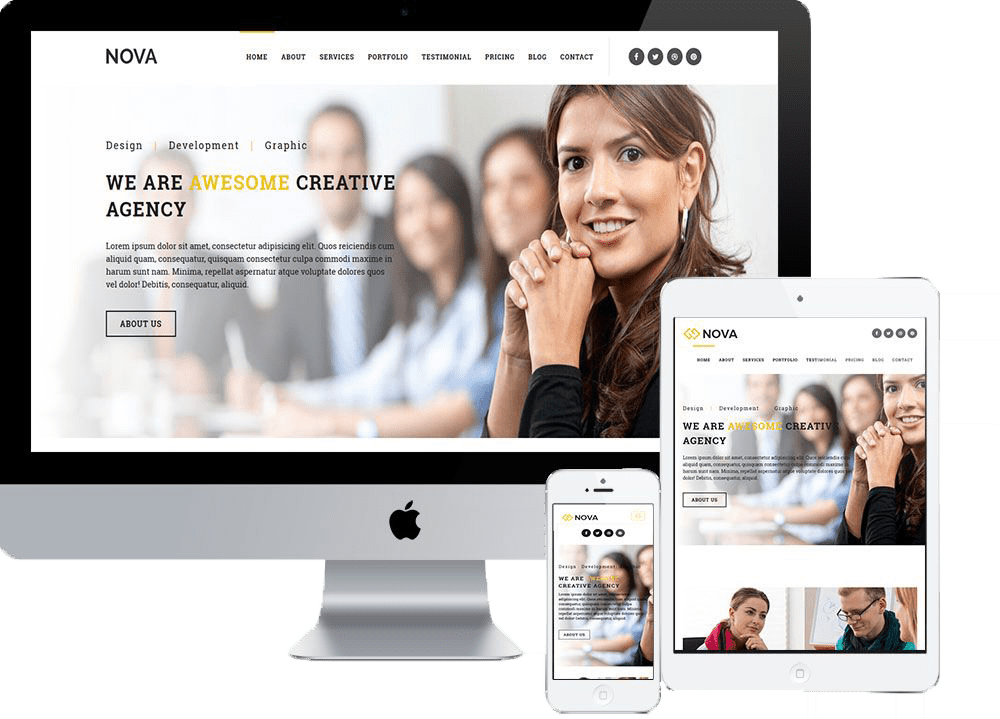 NOVA
HOME ABOUT SERVICES PORTFOLIO TESTIMONIAL PRICING BLOG CONTACT
Design | Development | Graphic
WE ARE AWESOME CREATIVE
AGENCY
Lorem ipsum dolor sit amet, consectetur adipisicing elit. Quos reiciendis cum
aliquid quam, consequatur, quisquam consectetur culpa commodi maxime in
harum sunt nam. Minima, repellat aspernatur atque voluptate dolores quos
vel dolor! Debitis, consequatur, aliquid.
ABOUT US
NOVA
HOME ABOUT SERVICES PORTFOLIO TESTIMONIAL PRICING BLOG CONTACT
Design | Development Graphic
WE ARE AWESOME CREATIVE
AGENCY
Lorem ipsum dolor sit amet, consectetur adipisicing elit. Quos reiciendis cum
aliquid quam, consequatur, quisquam consectetur culpa commodi maxime in
harum sunt nam. Minima, repellat aspernatur atque voluptate dolores quos vel
dolor! Debitis, consequatur, aliquid.
ABOUT US
NOVA
Design Development
WE ARE AWESOME
CREATIVE AGENCY
Lorem ipsum dolor sit amet,
ABOUT US